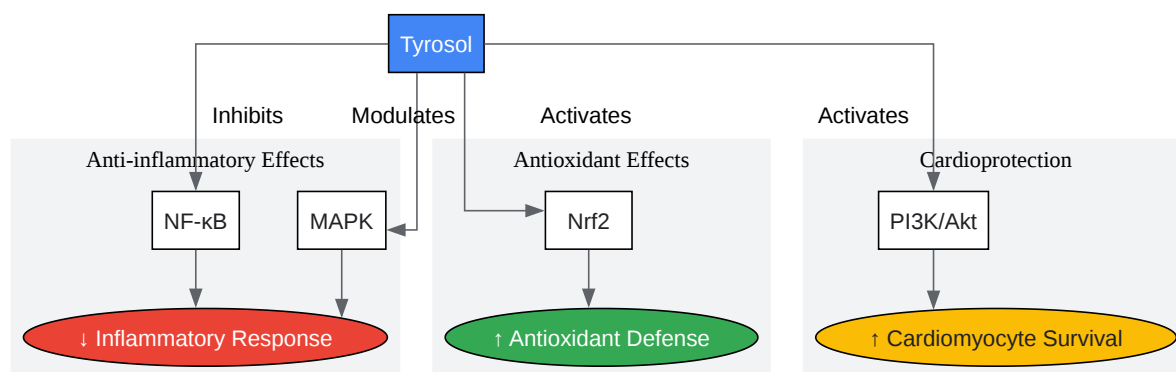 Tyrosol
Inhibits
Modulates
Activates
Activates
Anti-inflammatory Effects
Antioxidant Effects
Cardioprotection
NF-κB
MAPK
Nrf2
PI3K/Akt
↓ Inflammatory Response
↑ Antioxidant Defense
↑ Cardiomyocyte Survival